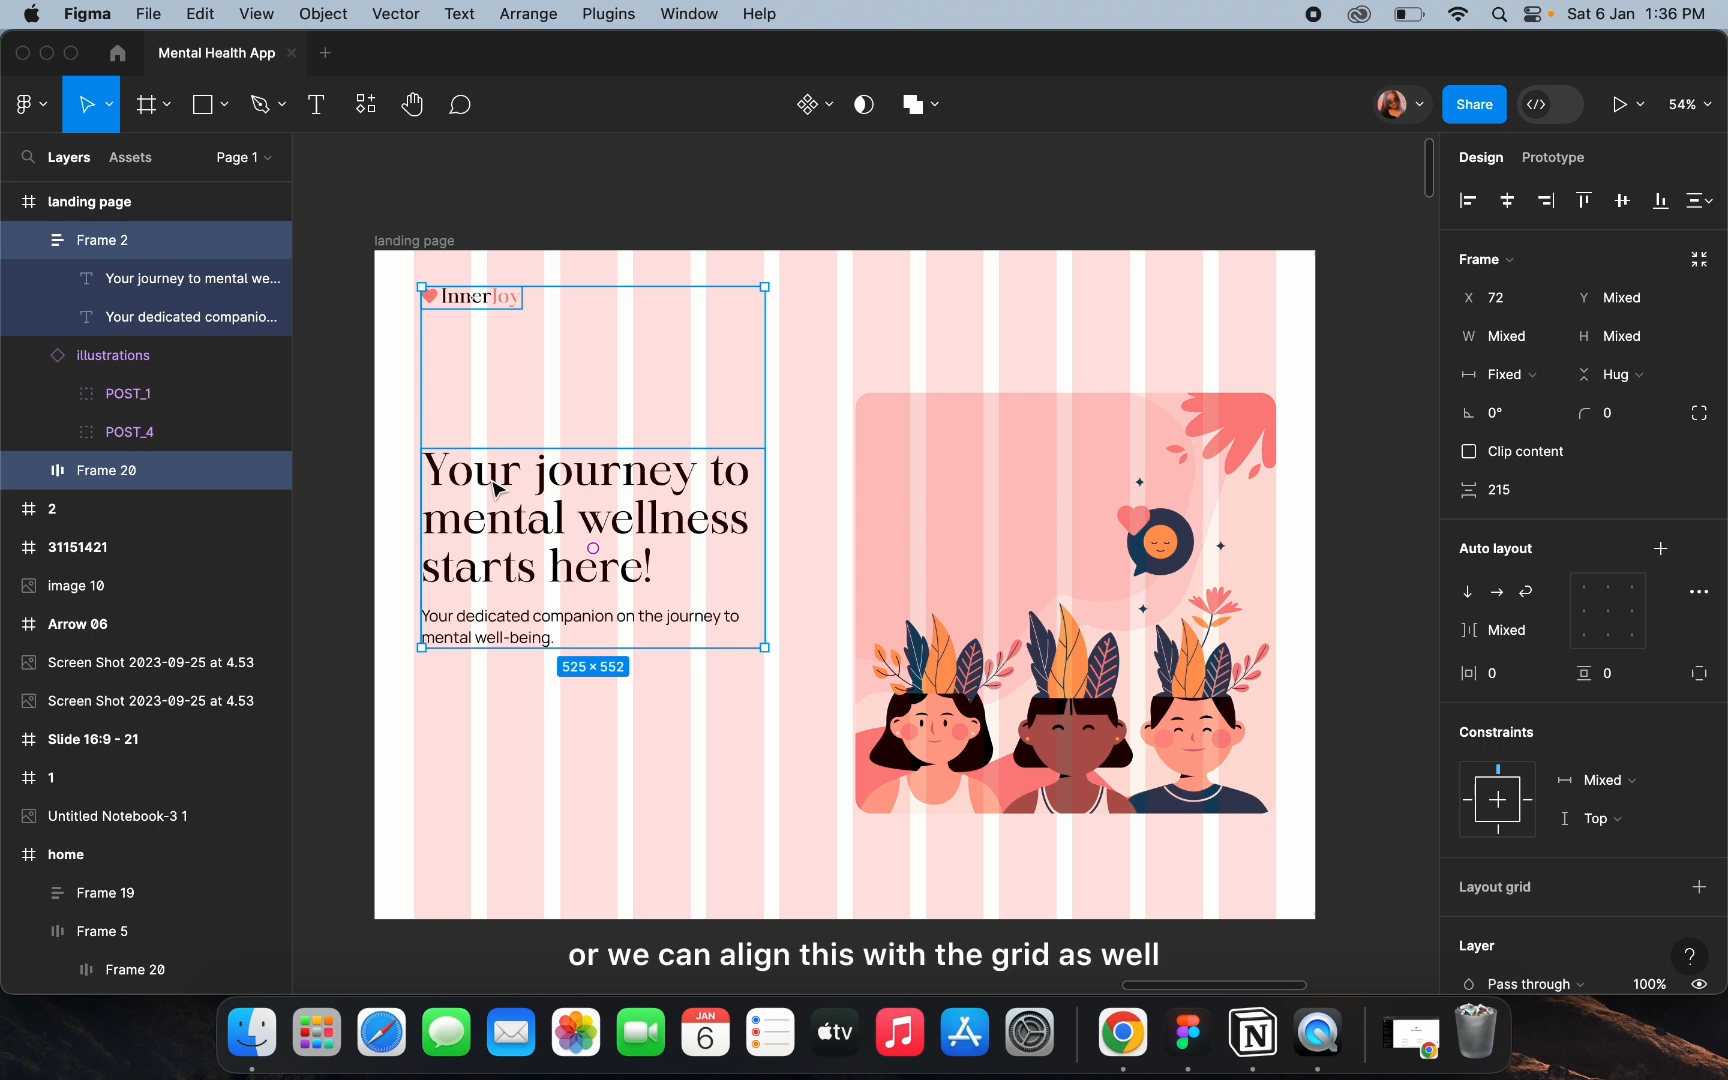 Figma File Edit View Object Vector Text Arrange Plugins Window Help Sat 6 Jan 1:36 PM
Mental Health App
Share
54%
Layers Assets Page 1
landing page
Frame 2
Your journey to mental we...
Your dedicated companio...
illustrations
POST_1
POST_4
Frame 20
2
31151421
image 10
Arrow 06
Screen Shot 2023-09-25 at 4.53
Screen Shot 2023-09-25 at 4.53
Slide 16:9 - 21
1
Untitled Notebook-3 1
home
Frame 19
Frame 5
Frame 20
landing page
InnerJoy
Your journey to
mental wellness
starts here!
Your dedicated companion on the journey to
mental well-being.
525 × 552
or we can align this with the grid as well
Design Prototype
Frame
X 72 Y Mixed
W Mixed H Mixed
Fixed Hug
0° 0
Clip content
215
Auto layout
Mixed
0 0
Constraints
Mixed
Top
Layout grid
Layer
?
Pass through 100%
JAN
6
tv